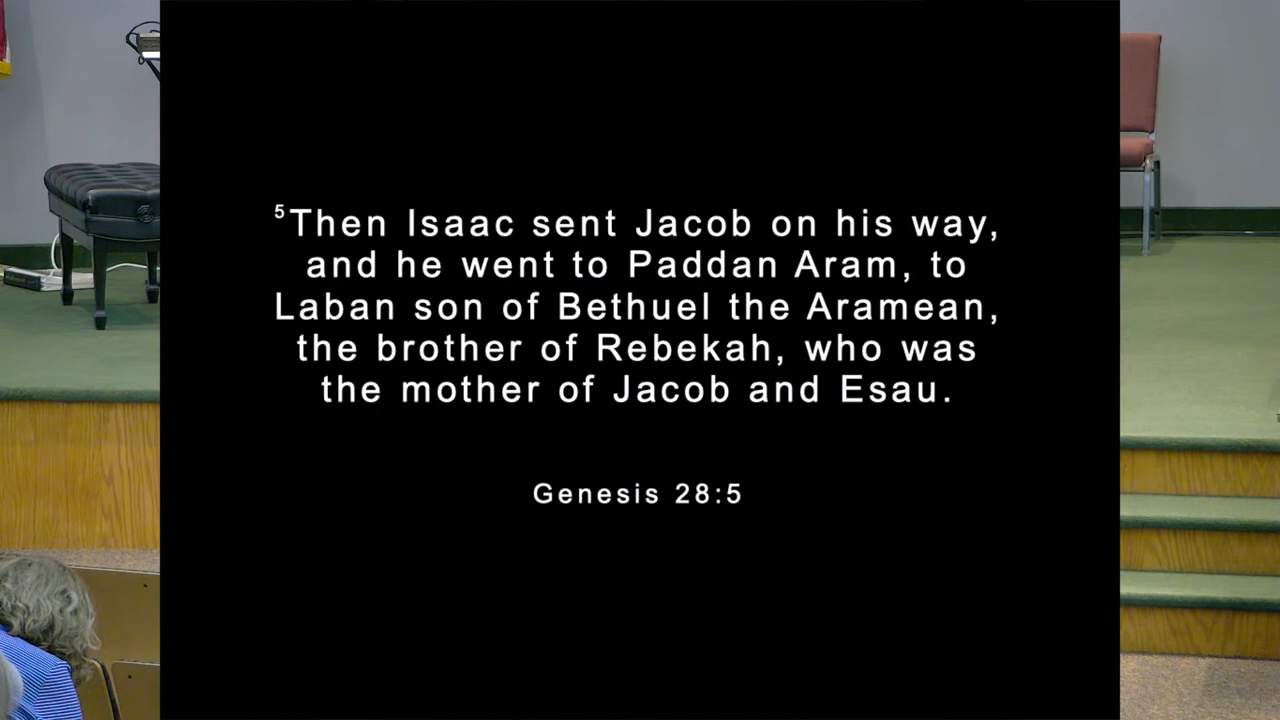 ⁵Then Isaac sent Jacob on his way,
and he went to Paddan Aram, to
Laban son of Bethuel the Aramean,
the brother of Rebekah, who was
the mother of Jacob and Esau.
Genesis 28:5